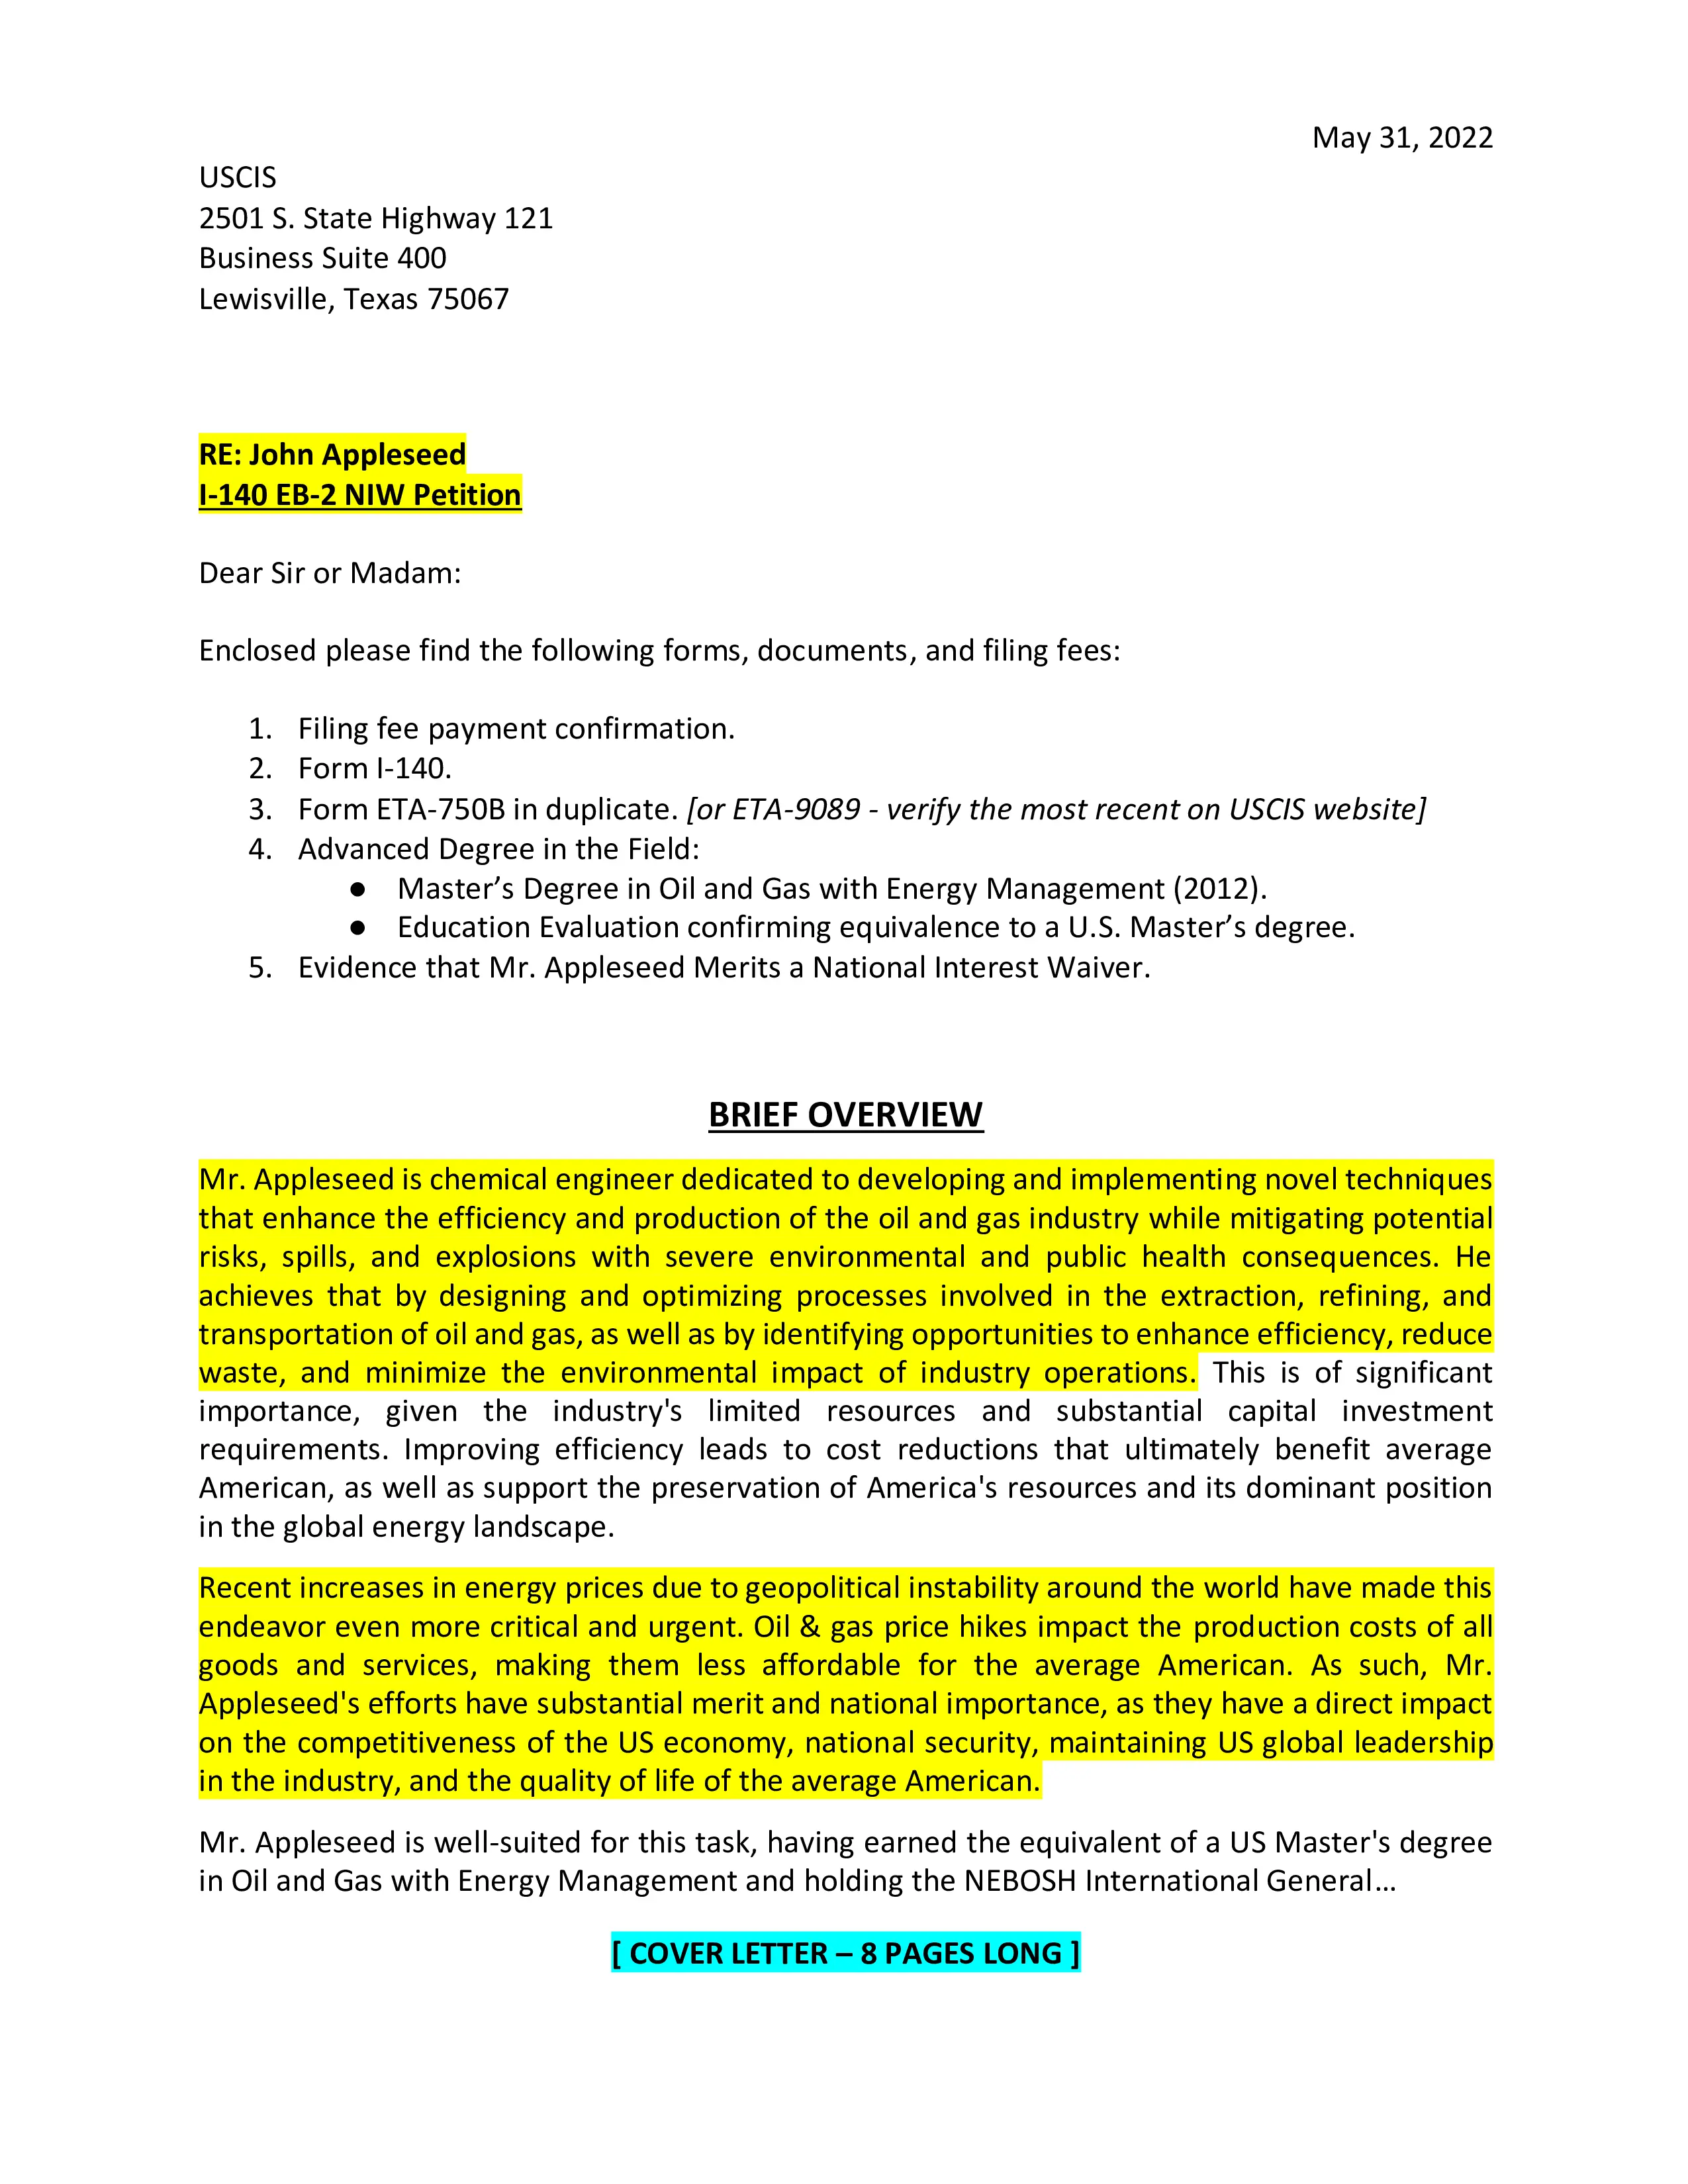 May 31, 2022
USCIS
2501 S. State Highway 121
Business Suite 400
Lewisville, Texas 75067
RE: John Appleseed
I-140 EB-2 NIW Petition
Dear Sir or Madam:
Enclosed please find the following forms, documents, and filing fees:
1. Filing fee payment confirmation.
2. Form I-140.
3. Form ETA-750B in duplicate. [or ETA-9089 - verify the most recent on USCIS website]
4. Advanced Degree in the Field:
● Master’s Degree in Oil and Gas with Energy Management (2012).
● Education Evaluation confirming equivalence to a U.S. Master’s degree.
5. Evidence that Mr. Appleseed Merits a National Interest Waiver.
BRIEF OVERVIEW
Mr. Appleseed is chemical engineer dedicated to developing and implementing novel techniques
that enhance the efficiency and production of the oil and gas industry while mitigating potential
risks, spills, and explosions with severe environmental and public health consequences. He
achieves that by designing and optimizing processes involved in the extraction, refining, and
transportation of oil and gas, as well as by identifying opportunities to enhance efficiency, reduce
waste, and minimize the environmental impact of industry operations. This is of significant
importance, given the industry's limited resources and substantial capital investment
requirements. Improving efficiency leads to cost reductions that ultimately benefit average
American, as well as support the preservation of America's resources and its dominant position
in the global energy landscape.
Recent increases in energy prices due to geopolitical instability around the world have made this
endeavor even more critical and urgent. Oil & gas price hikes impact the production costs of all
goods and services, making them less affordable for the average American. As such, Mr.
Appleseed's efforts have substantial merit and national importance, as they have a direct impact
on the competitiveness of the US economy, national security, maintaining US global leadership
in the industry, and the quality of life of the average American.
Mr. Appleseed is well-suited for this task, having earned the equivalent of a US Master's degree
in Oil and Gas with Energy Management and holding the NEBOSH International General…
[ COVER LETTER – 8 PAGES LONG ]